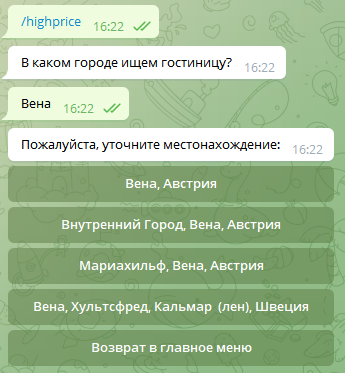 /highprice 16:22
В каком городе ищем гостиницу? 16:22
Вена 16:22
Пожалуйста, уточните местонахождение: 16:22
Вена, Австрия
Внутренний Город, Вена, Австрия
Мариахильф, Вена, Австрия
Вена, Хультсфред, Кальмар (лен), Швеция
Возврат в главное меню